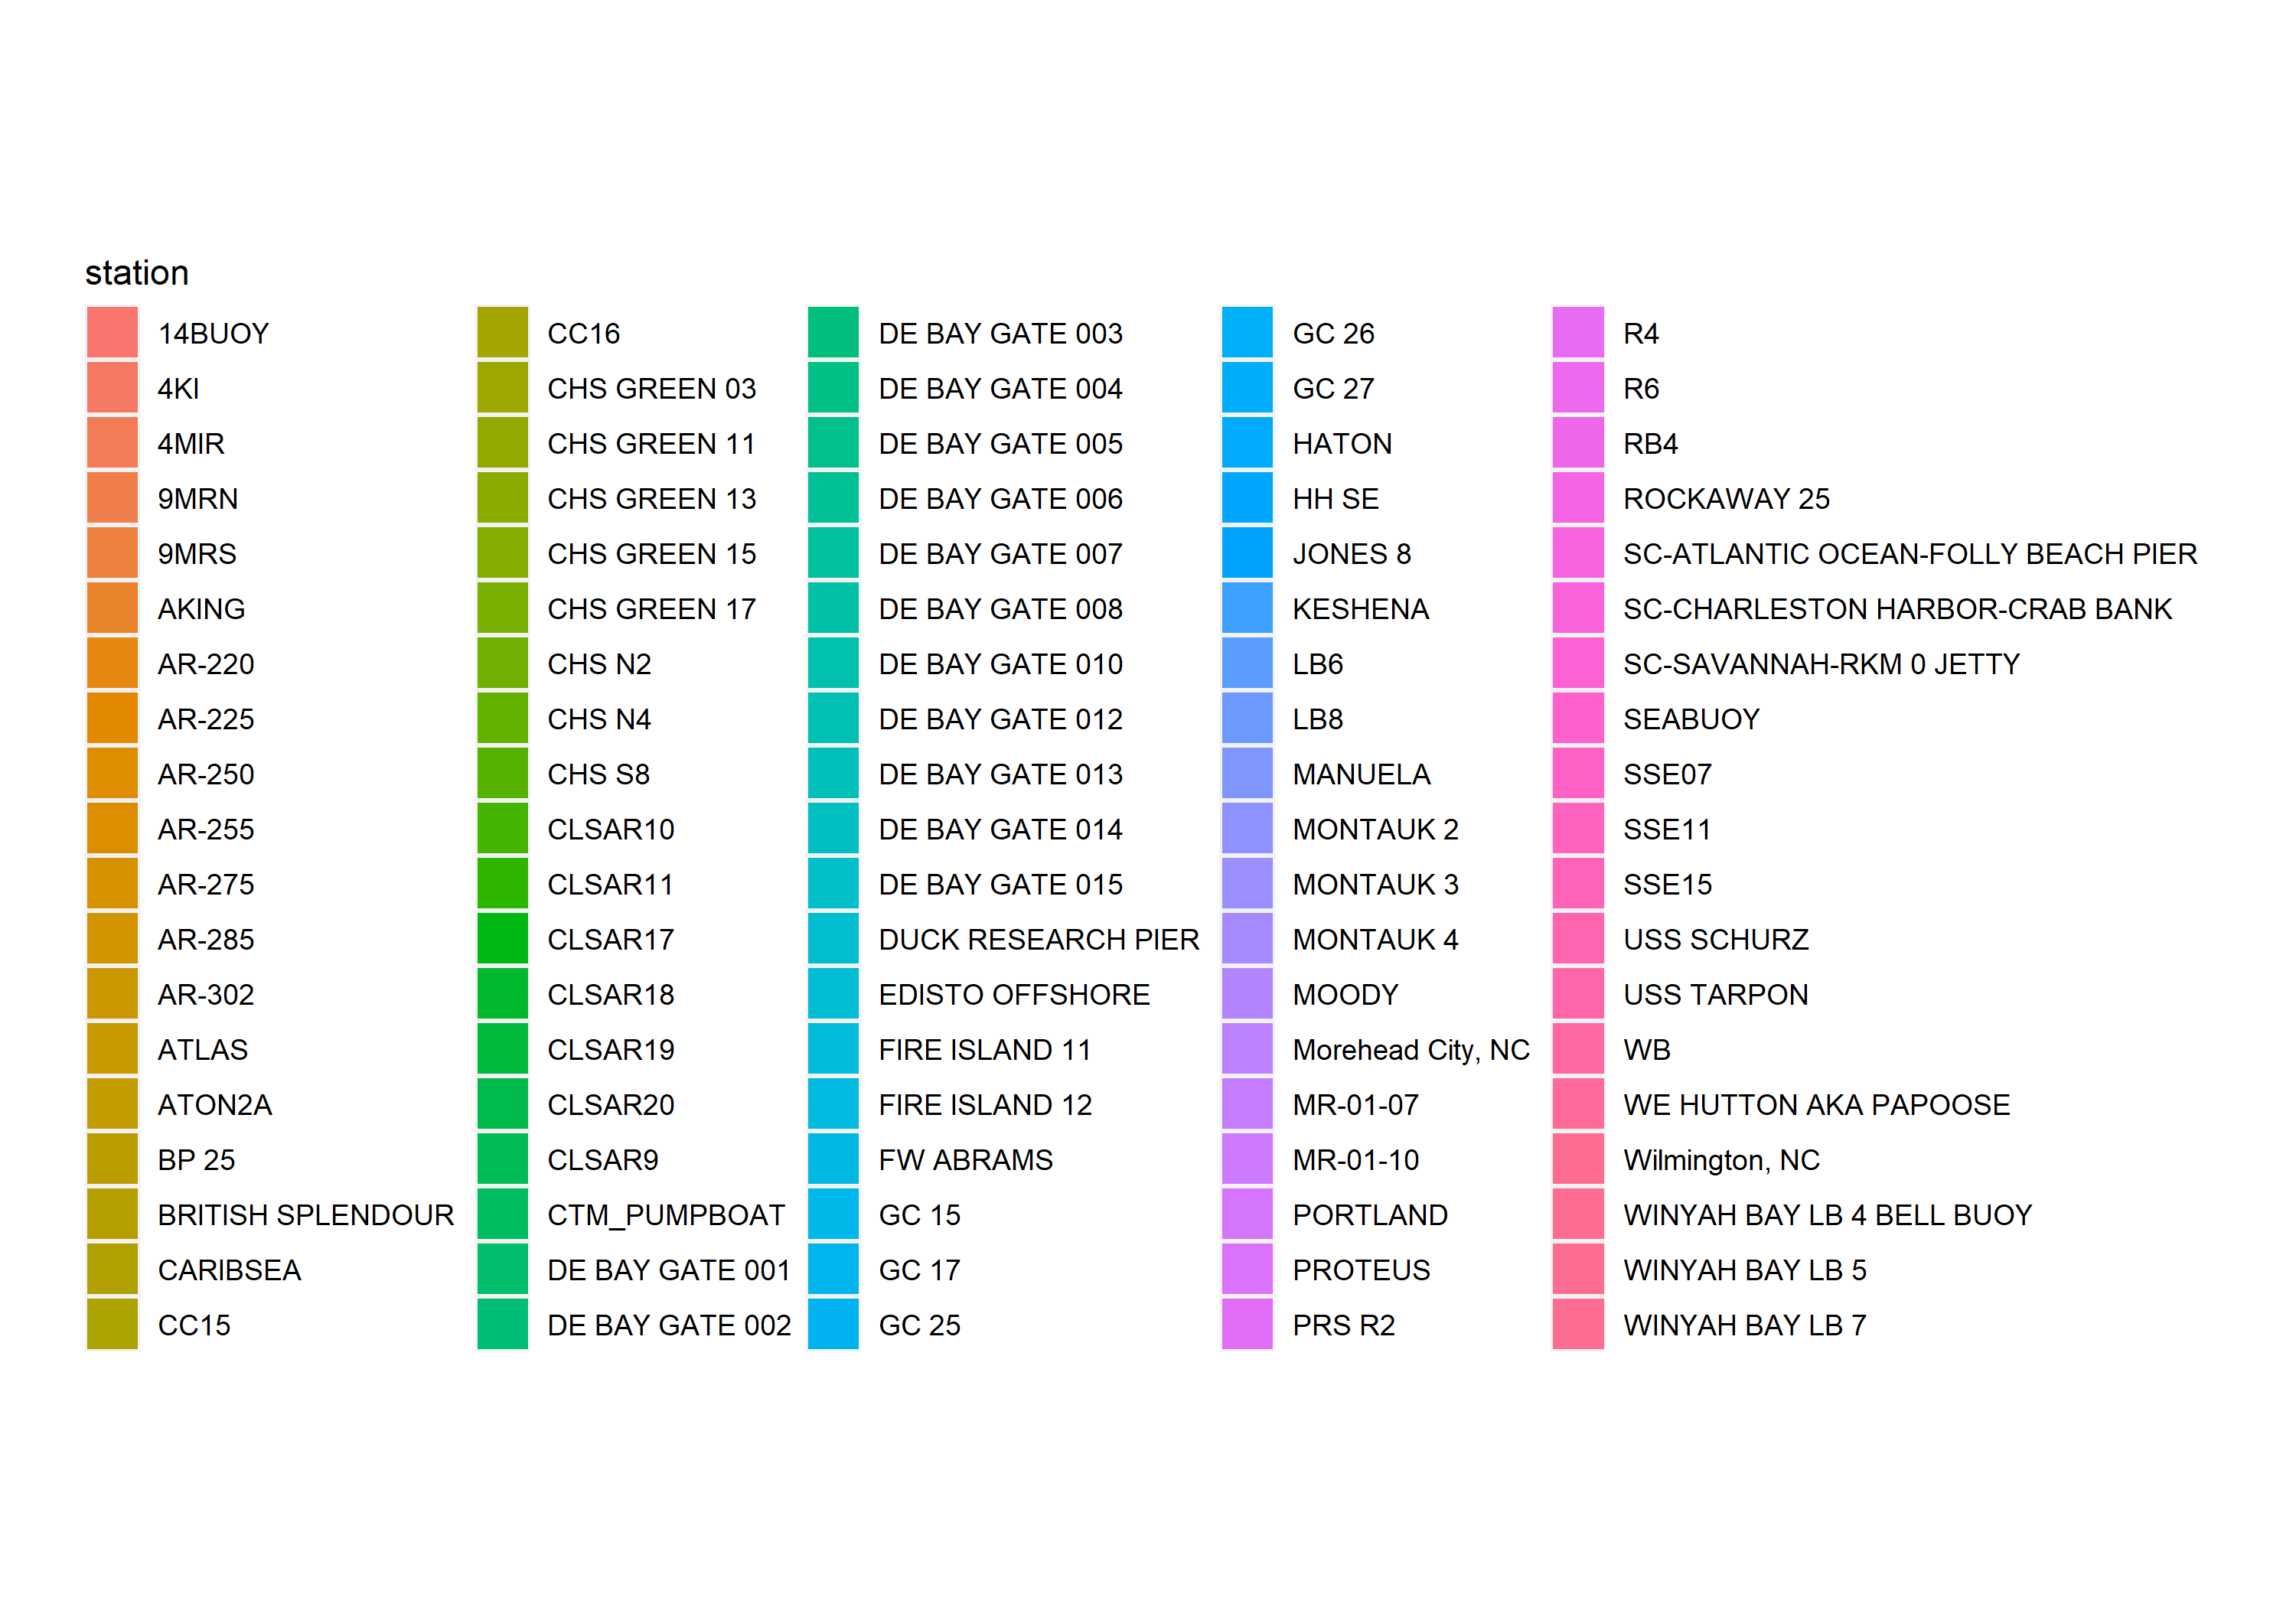 station
14BUOY
4KI
4MIR
9MRN
9MRS
AKING
AR-220
AR-225
AR-250
AR-255
AR-275
AR-285
AR-302
ATLAS
ATON2A
BP 25
BRITISH SPLENDOUR
CARIBSEA
CC15
CC16
CHS GREEN 03
CHS GREEN 11
CHS GREEN 13
CHS GREEN 15
CHS GREEN 17
CHS N2
CHS N4
CHS S8
CLSAR10
CLSAR11
CLSAR17
CLSAR18
CLSAR19
CLSAR20
CLSAR9
CTM_PUMPBOAT
DE BAY GATE 001
DE BAY GATE 002
DE BAY GATE 003
DE BAY GATE 004
DE BAY GATE 005
DE BAY GATE 006
DE BAY GATE 007
DE BAY GATE 008
DE BAY GATE 010
DE BAY GATE 012
DE BAY GATE 013
DE BAY GATE 014
DE BAY GATE 015
DUCK RESEARCH PIER
EDISTO OFFSHORE
FIRE ISLAND 11
FIRE ISLAND 12
FW ABRAMS
GC 15
GC 17
GC 25
GC 26
GC 27
HATON
HH SE
JONES 8
KESHENA
LB6
LB8
MANUELA
MONTAUK 2
MONTAUK 3
MONTAUK 4
MOODY
Morehead City, NC
MR-01-07
MR-01-10
PORTLAND
PROTEUS
PRS R2
R4
R6
RB4
ROCKAWAY 25
SC-ATLANTIC OCEAN-FOLLY BEACH PIER
SC-CHARLESTON HARBOR-CRAB BANK
SC-SAVANNAH-RKM 0 JETTY
SEABUOY
SSE07
SSE11
SSE15
USS SCHURZ
USS TARPON
WB
WE HUTTON AKA PAPOOSE
Wilmington, NC
WINYAH BAY LB 4 BELL BUOY
WINYAH BAY LB 5
WINYAH BAY LB 7